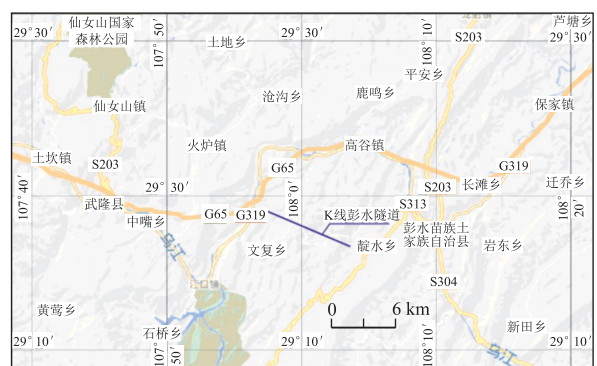 仙女山国家
森林公园
29°30′
107°50′
土地乡
29°30′
108°10′
S203
芦塘乡
29°30′
平安乡
鹿鸣乡
沧沟乡
仙女山镇
保家镇
火炉镇
高谷镇
土坎镇
S203
G65
G319
107°40′
29°30′
108°0′
S203
长滩乡
迁乔乡
武隆县
中嘴乡
G65
G319
K线彭水隧道
S313
彭水苗族土
家族自治县
108°20′
乌江
文复乡
靛水乡
岩东乡
江口镇
S304
黄莺乡
石桥乡
0
6 km
新田乡
29°10′
107°50′
29°10′
108°10′
乌江
29°10′